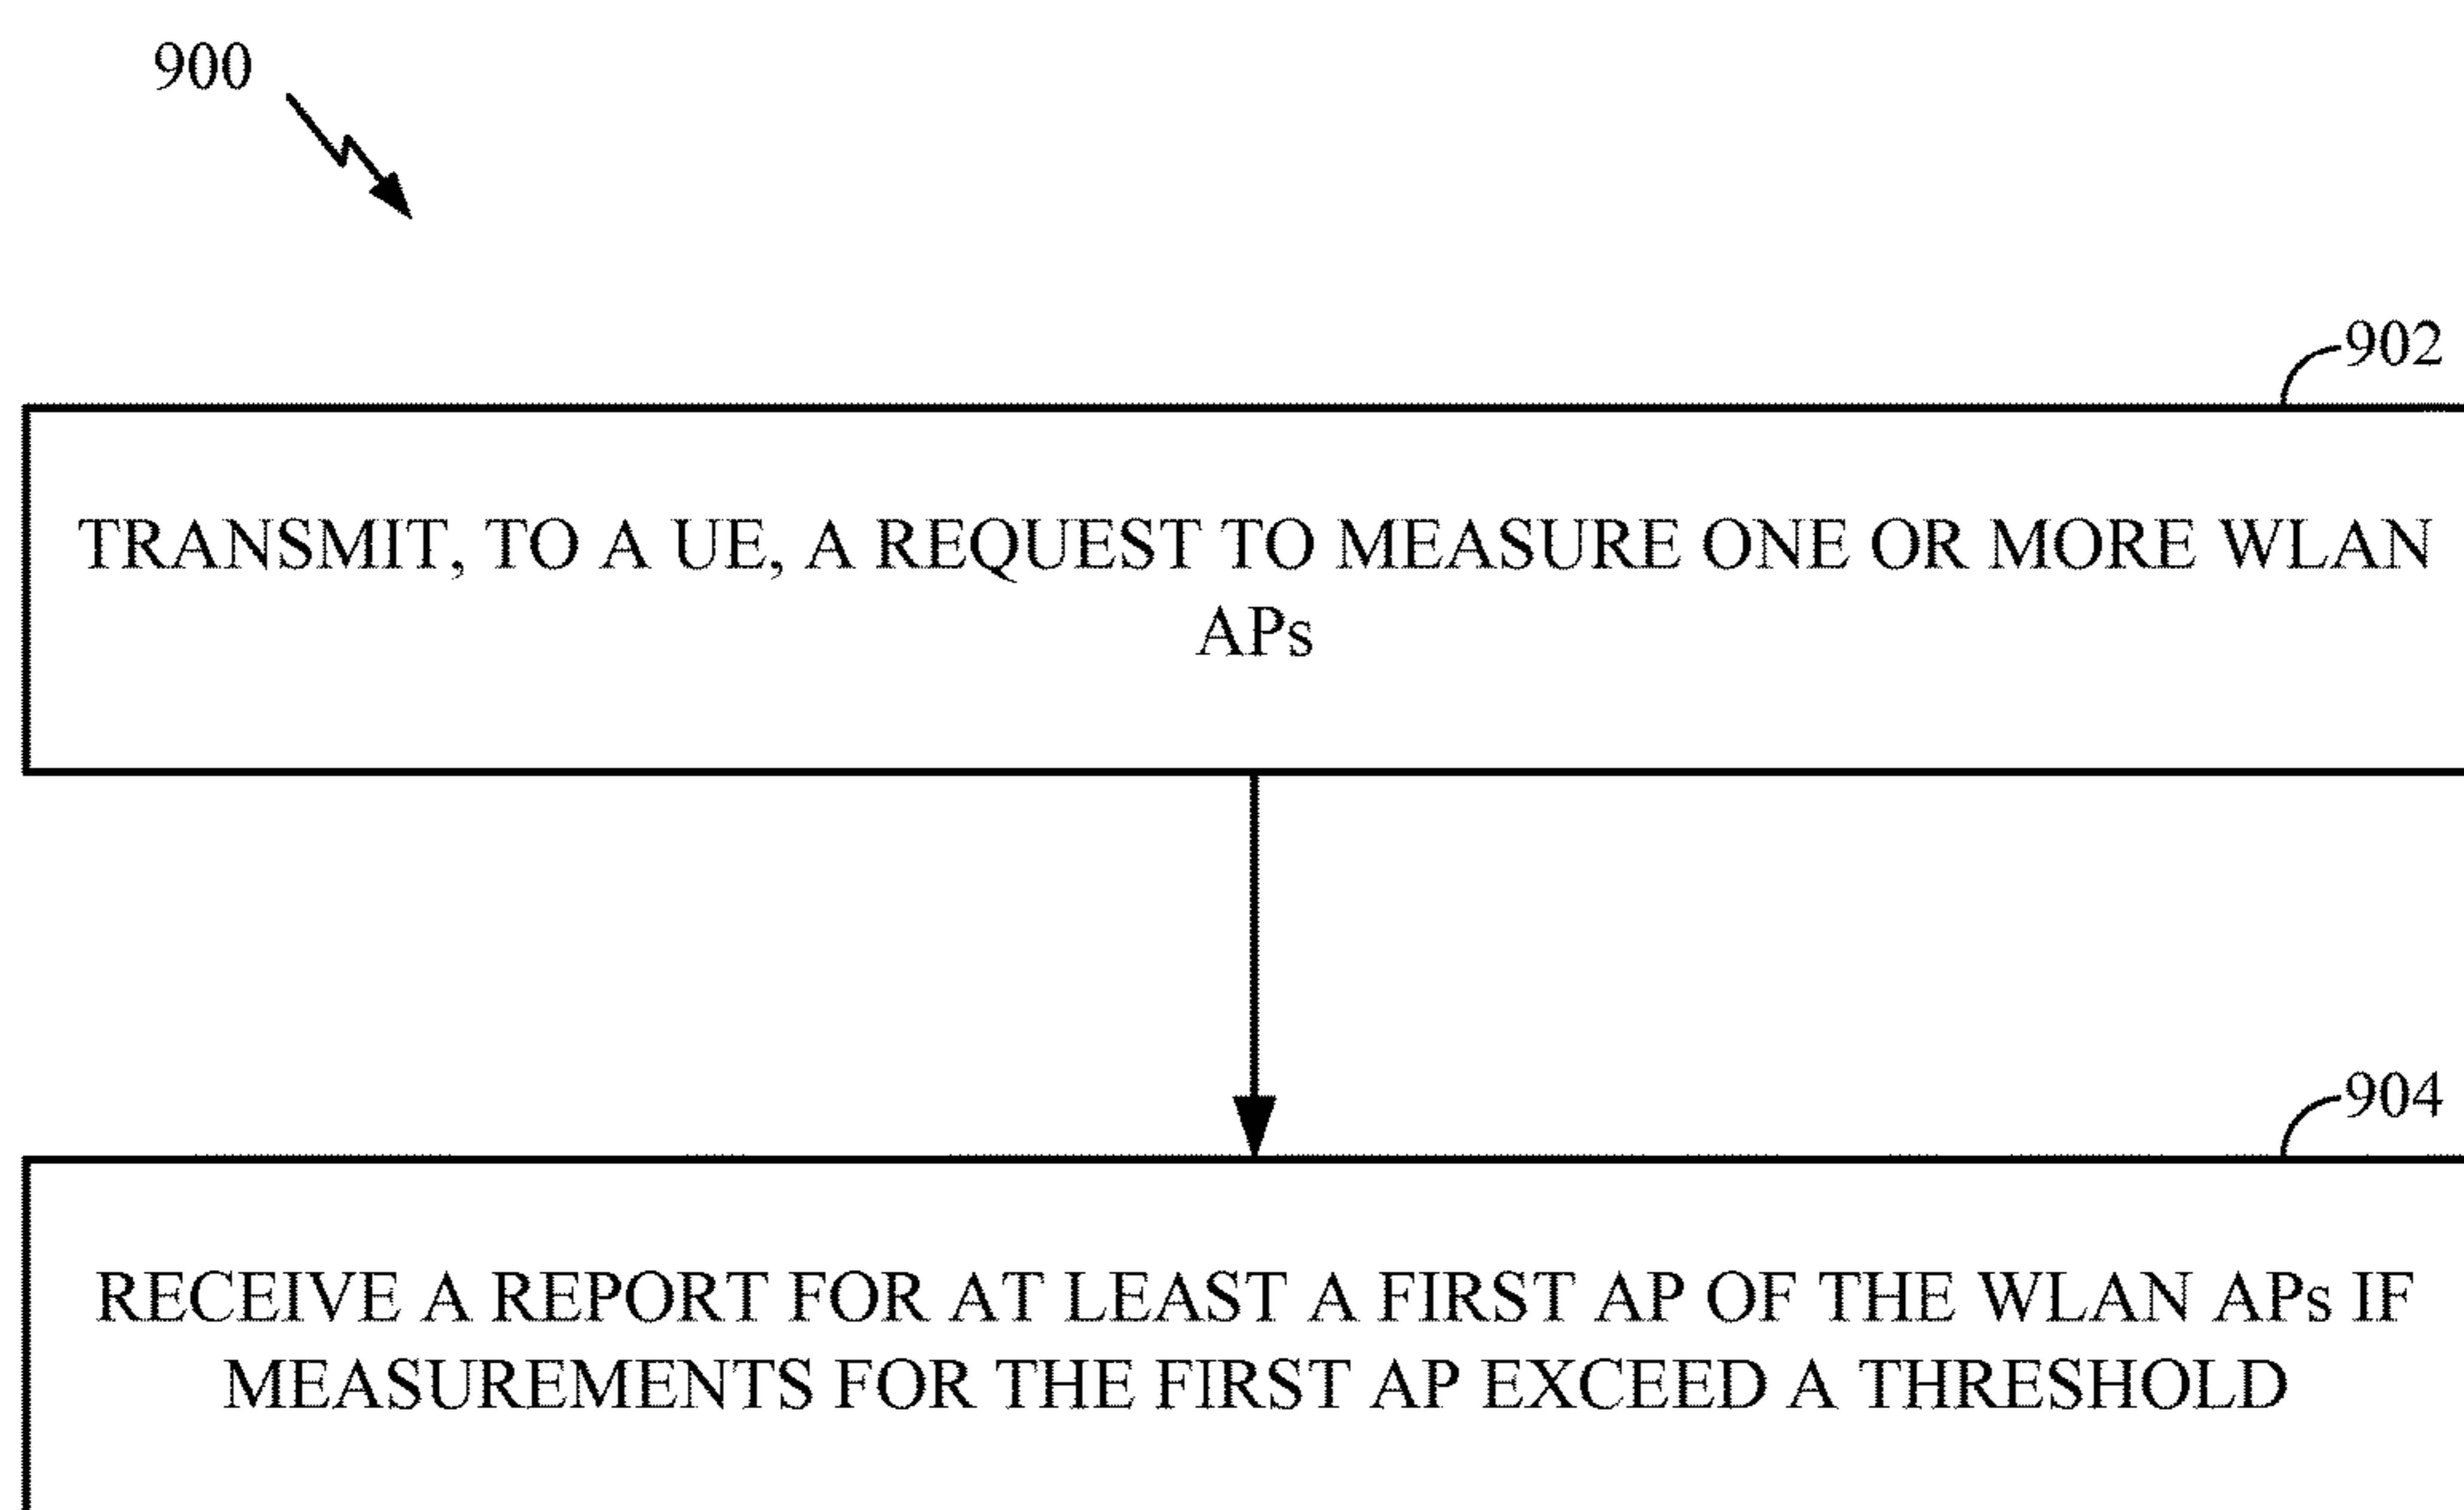 900
902
TRANSMIT, TO A UE, A REQUEST TO MEASURE ONE OR MORE WLAN
APs
904
RECEIVE A REPORT FOR AT LEAST A FIRST AP OF THE WLAN APs IF
MEASUREMENTS FOR THE FIRST AP EXCEED A THRESHOLD